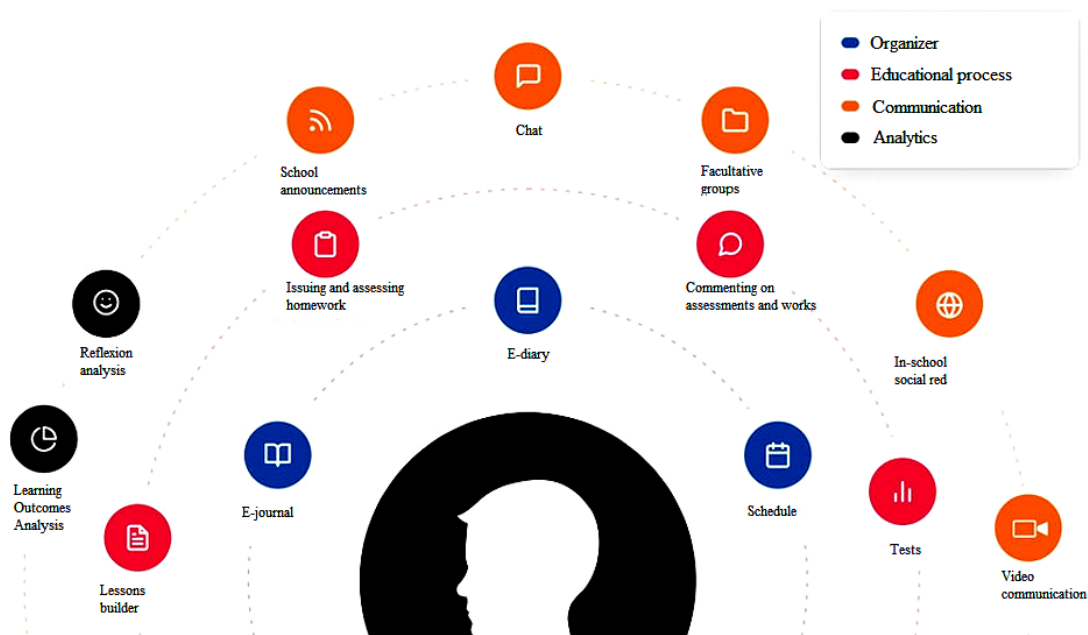 Organizer
Educational process
Communication
Analytics
Chat
School
announcements
Facultative
groups
Issuing and assessing
homework
Commenting on
assessments and works
E-diary
Reflexion
analysis
In-school
social red
Learning
Outcomes
Analysis
E-journal
Schedule
Tests
Lessons
builder
Video
communication